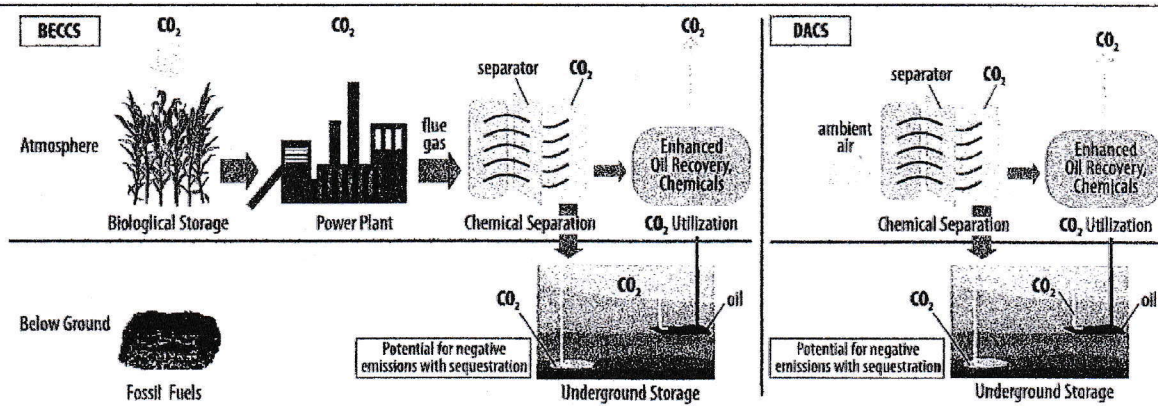 BECCS
CO₂
CO₂
CO₂
separator
CO₂
flue
gas
Atmosphere
Enhanced
Oil Recovery,
Chemicals
Biological Storage
Power Plant
Chemical Separation
CO₂ Utilization
Below Ground
CO₂
CO₂
oil
Potential for negative
emissions with sequestration
Fossil Fuels
Underground Storage
DACS
CO₂
separator
CO₂
ambient
air
Enhanced
Oil Recovery,
Chemicals
Chemical Separation
CO₂ Utilization
CO₂
CO₂
oil
Potential for negative
emissions with sequestration
Underground Storage